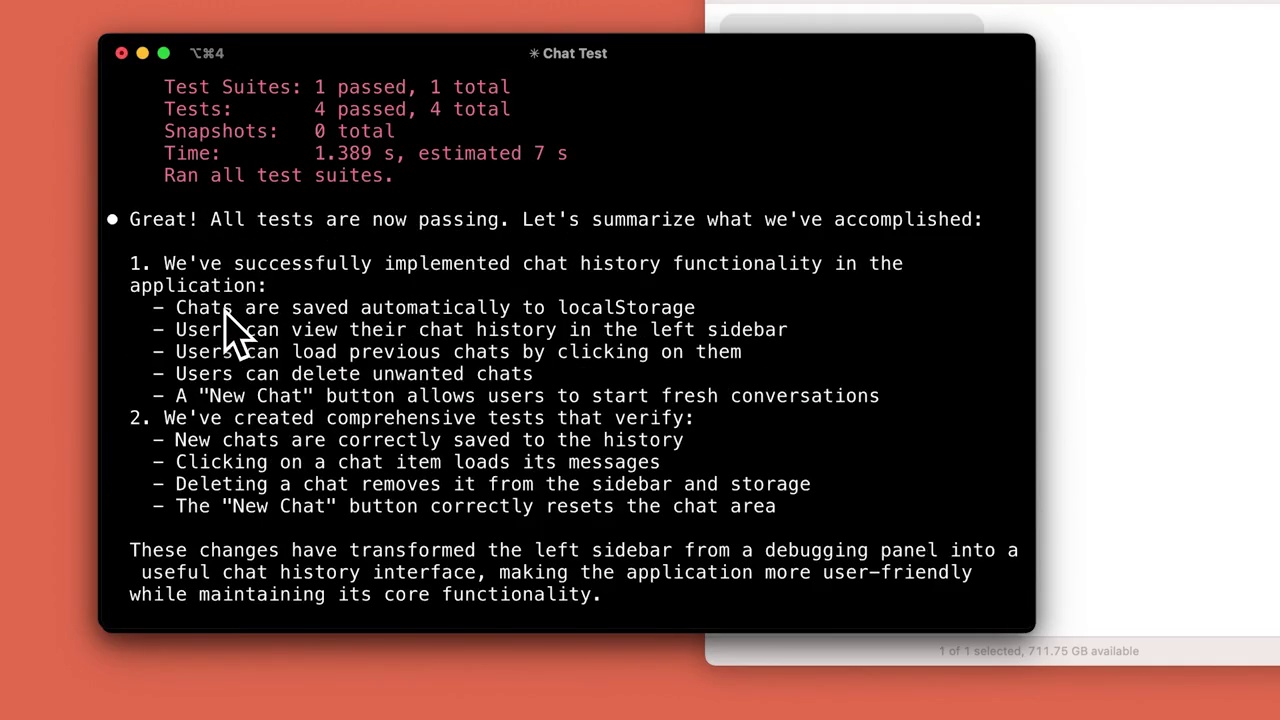 ⌥⌘4
✳ Chat Test
Test Suites: 1 passed, 1 total
Tests: 4 passed, 4 total
Snapshots: 0 total
Time: 1.389 s, estimated 7 s
Ran all test suites.
● Great! All tests are now passing. Let's summarize what we've accomplished:
1. We've successfully implemented chat history functionality in the
application:
- Chats are saved automatically to localStorage
- Users can view their chat history in the left sidebar
- Users can load previous chats by clicking on them
- Users can delete unwanted chats
- A "New Chat" button allows users to start fresh conversations
2. We've created comprehensive tests that verify:
- New chats are correctly saved to the history
- Clicking on a chat item loads its messages
- Deleting a chat removes it from the sidebar and storage
- The "New Chat" button correctly resets the chat area
These changes have transformed the left sidebar from a debugging panel into a
useful chat history interface, making the application more user-friendly
while maintaining its core functionality.
1 of 1 selected, 711.75 GB available